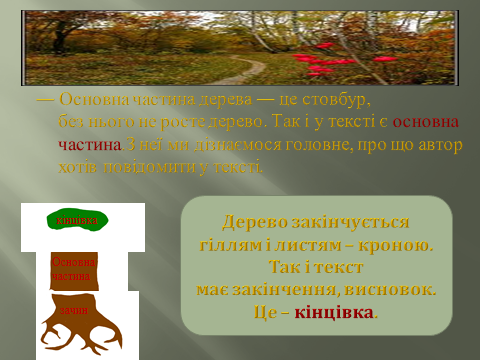 — Основна частина дерева — це стовбур,
без нього не росте дерево. Так і у тексті є основна
частина З неї ми дізнаємося головне, про що автор
хотів повідомити у тексті.
кінцівка
Основна
частина
зачин
Дерево закінчується
гіллям і листям – кроною.
Так і текст
має закінчення, висновок.
Це – кінцівка.